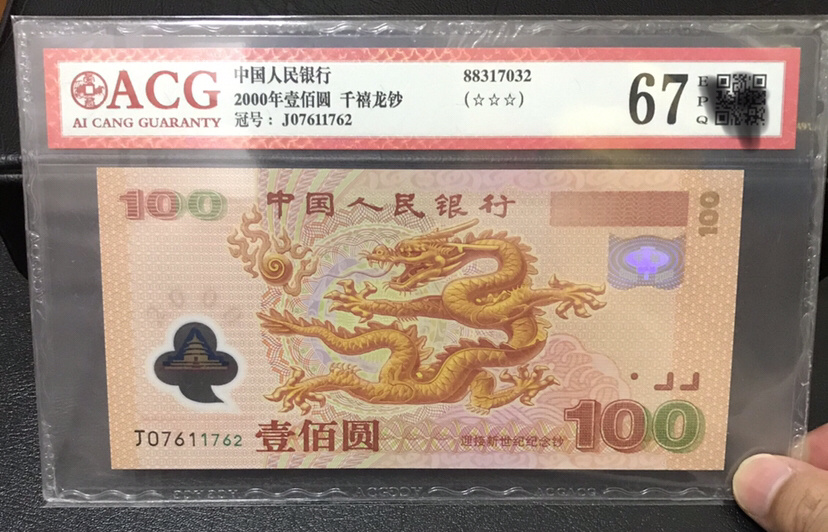 ACG
AI CANG GUARANTY
中国人民银行
2000年壹佰圆 千禧龙钞
冠号：J07611762
88317032
(☆☆☆)
67
E
P
Q
100
中国人民银行
100
2000
J07611762
壹佰圆
迎接新世纪纪念钞
100